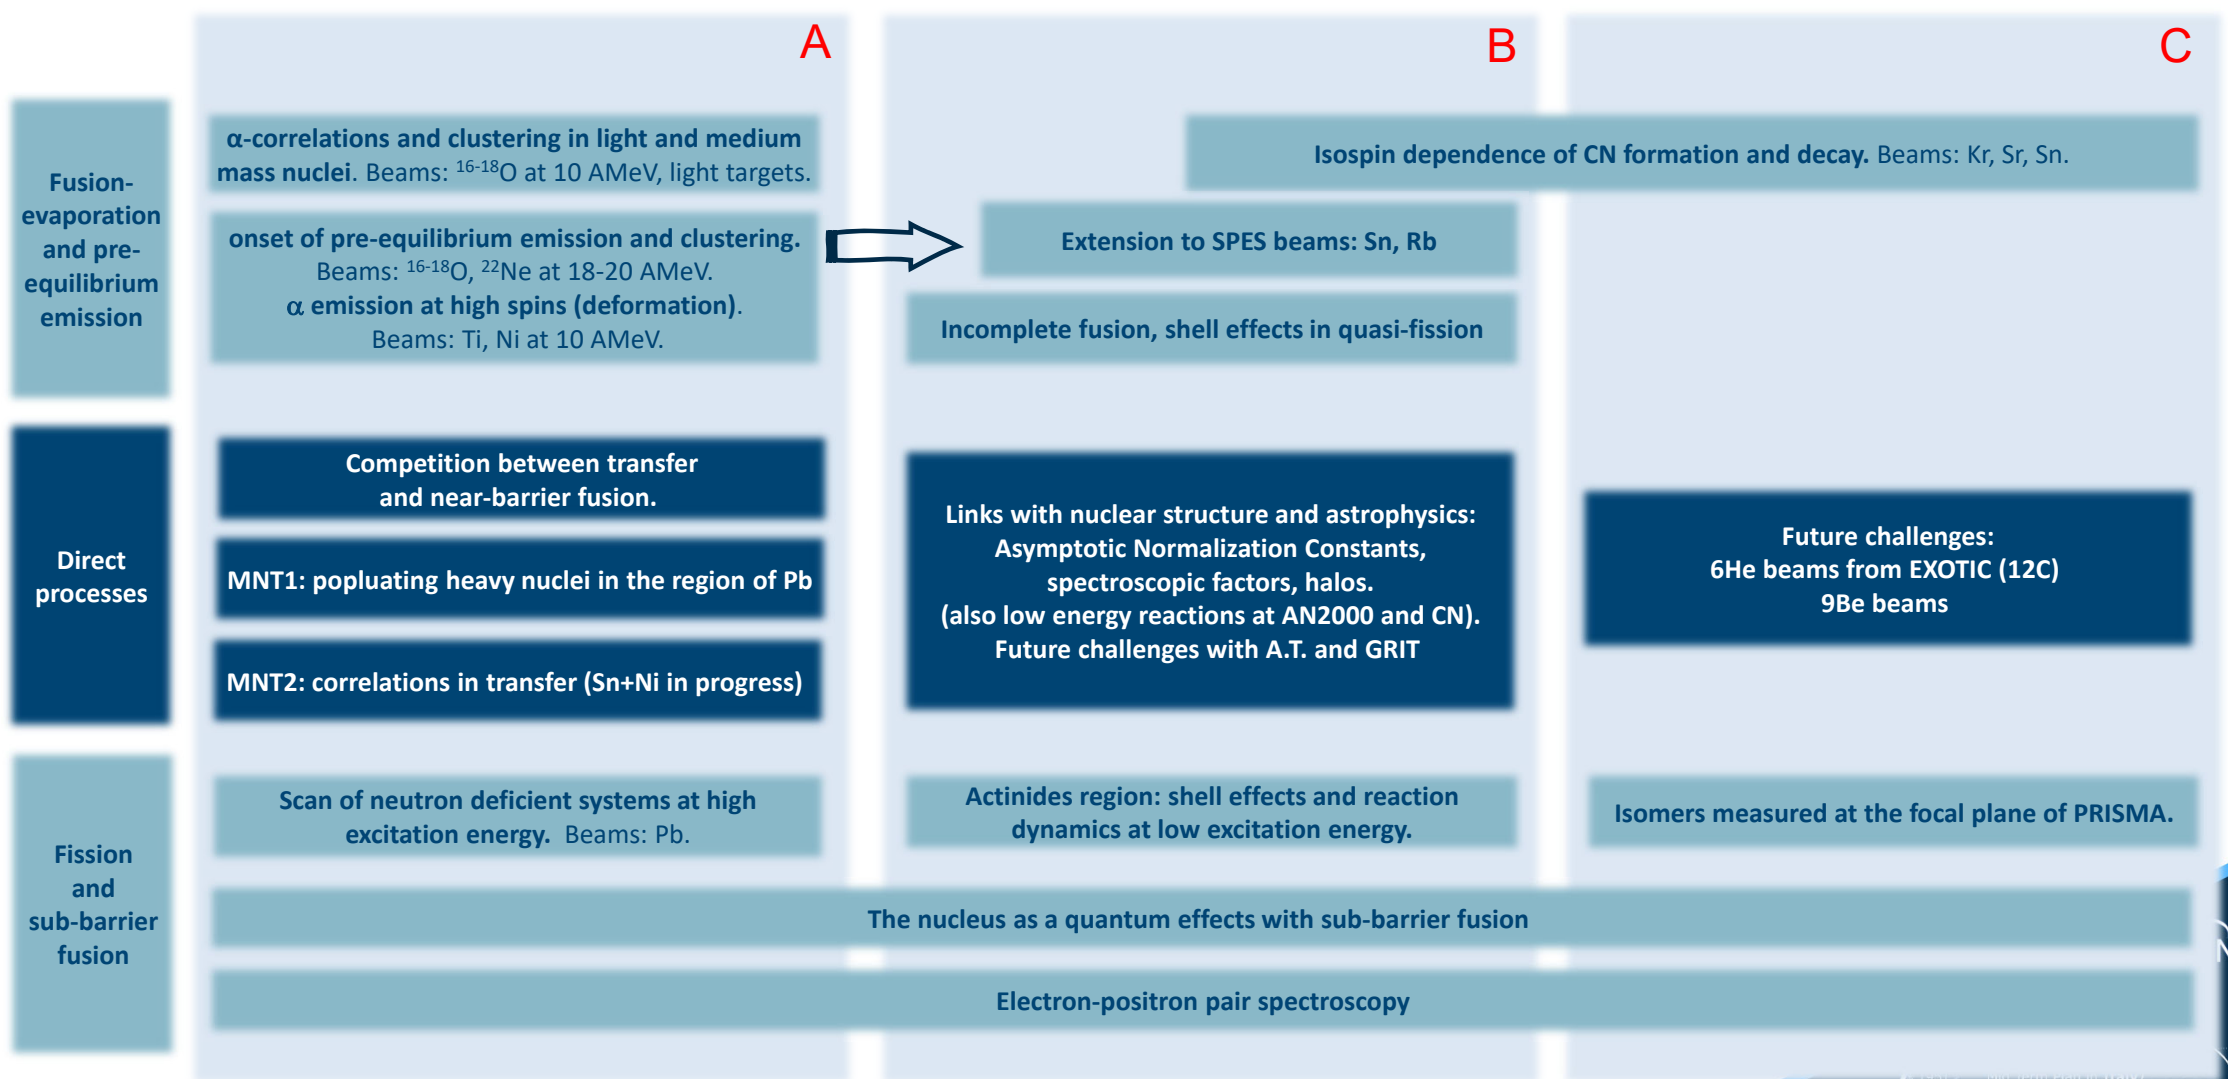 A
B
C
Fusion-
evaporation
and pre-
equilibrium
emission
α-correlations and clustering in light and medium
mass nuclei. Beams: ¹⁶⁻¹⁸O at 10 AMeV, light targets.
onset of pre-equilibrium emission and clustering.
Beams: ¹⁶⁻¹⁸O, ²²Ne at 18-20 AMeV.
α emission at high spins (deformation).
Beams: Ti, Ni at 10 AMeV.
Isospin dependence of CN formation and decay. Beams: Kr, Sr, Sn.
Extension to SPES beams: Sn, Rb
Incomplete fusion, shell effects in quasi-fission
Direct
processes
Competition between transfer
and near-barrier fusion.
MNT1: popluating heavy nuclei in the region of Pb
MNT2: correlations in transfer (Sn+Ni in progress)
Links with nuclear structure and astrophysics:
Asymptotic Normalization Constants,
spectroscopic factors, halos.
(also low energy reactions at AN2000 and CN).
Future challenges with A.T. and GRIT
Future challenges:
6He beams from EXOTIC (12C)
9Be beams
Fission
and
sub-barrier
fusion
Scan of neutron deficient systems at high
excitation energy. Beams: Pb.
Actinides region: shell effects and reaction
dynamics at low excitation energy.
Isomers measured at the focal plane of PRISMA.
The nucleus as a quantum effects with sub-barrier fusion
Electron-positron pair spectroscopy